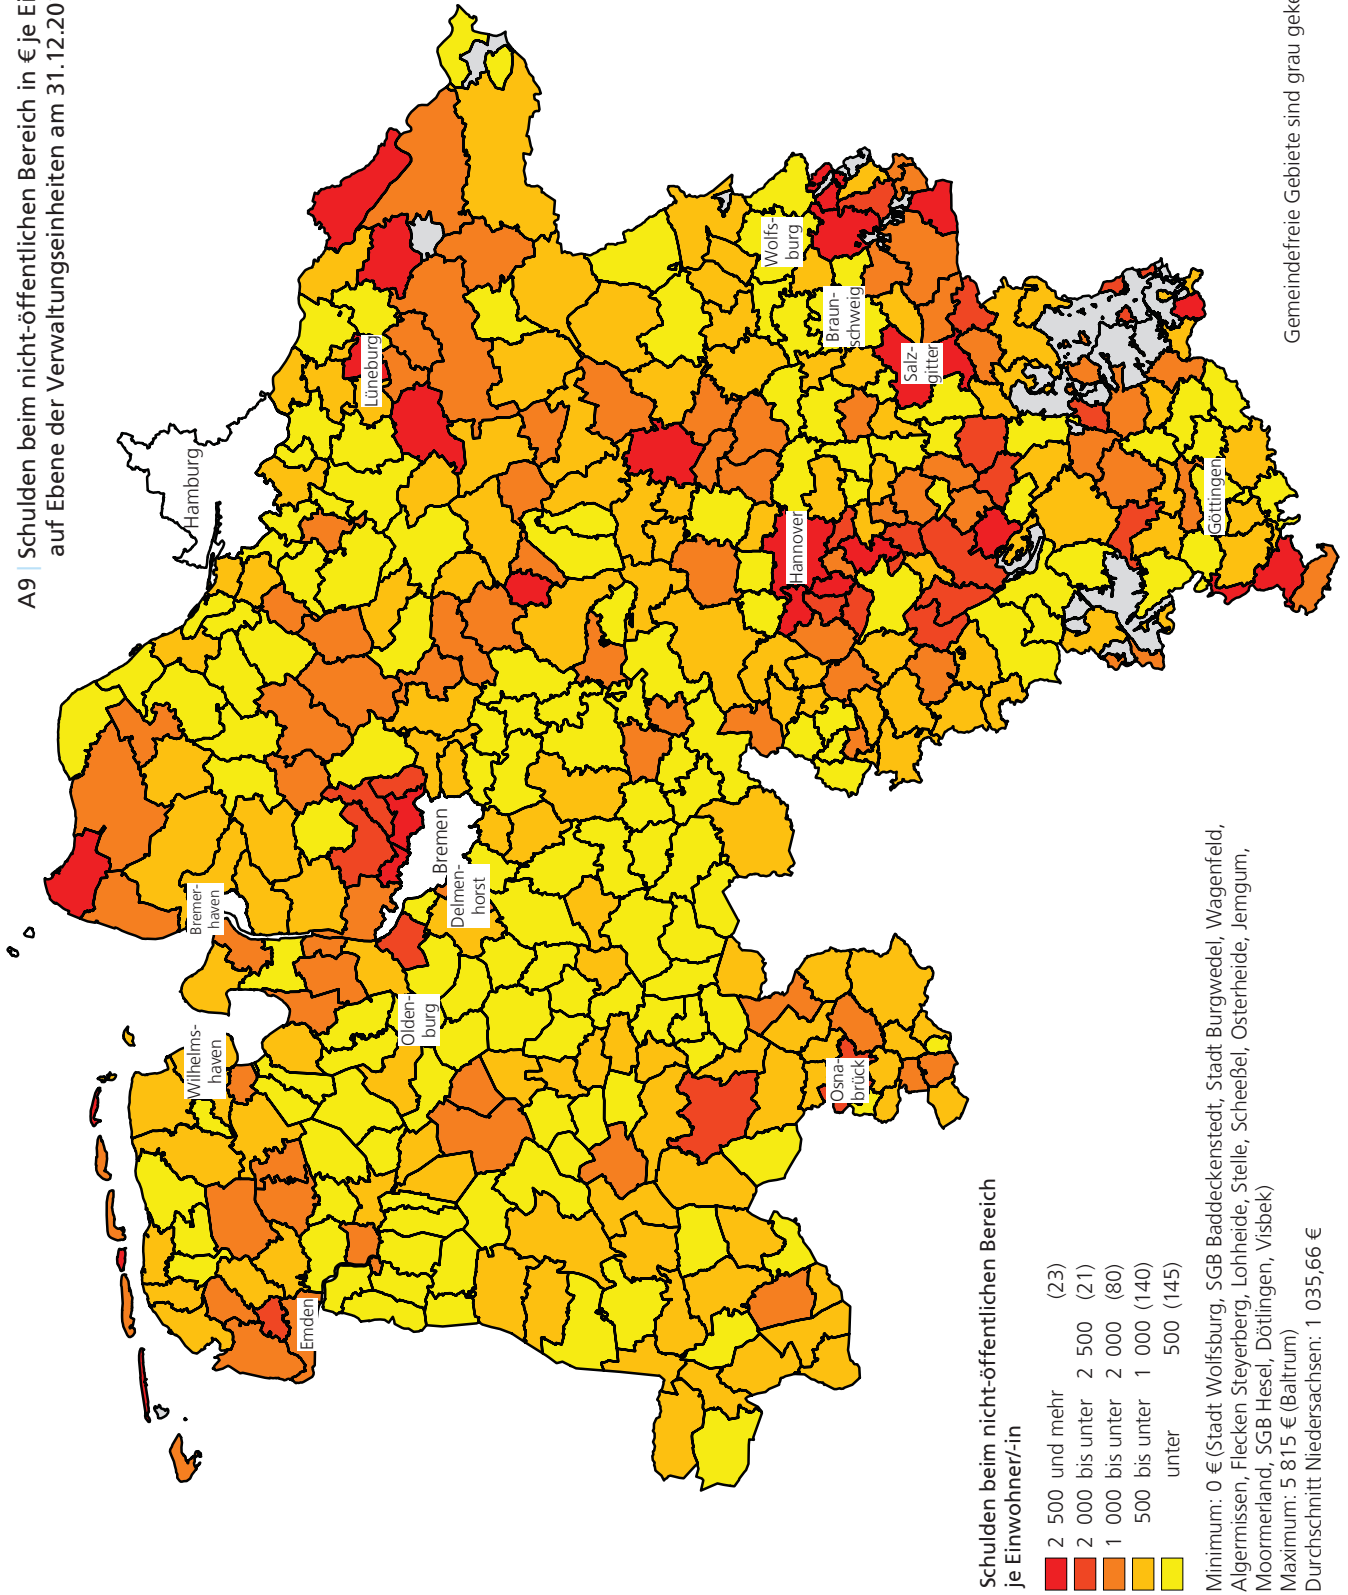 A9 | Schulden beim nicht-öffentlichen Bereich in € je
auf Ebene der Verwaltungseinheiten am
Hamburg
Lüneburg
Bremer-
haven
Wilhelms-
haven
Emden
Olden-
burg
Delmen-
horst
Bremen
Wolfs-
burg
Braun-
schweig
Salz-
gitter
Hannover
Osna-
brück
Göttingen
Schulden beim nicht-öffentlichen Bereich
je Einwohner/-in
2 500 und mehr (23)
2 000 bis unter 2 500 (21)
1 000 bis unter 2 000 (80)
500 bis unter 1 000 (140)
unter 500 (145)
Minimum: 0 € (Stadt Wolfsburg, SGB Baddeckenstedt, Stadt Burgwedel, Wagenfeld,
Algermissen, Flecken Steyerberg, Lohheide, Stelle, Scheeßel, Osterheide, Jemgum,
Moormerland, SGB Hesel, Dötlingen, Visbek)
Maximum: 5 815 € (Baltrum)
Durchschnitt Niedersachsen: 1 035,66 €
Gemeindefreie Gebiete sind grau